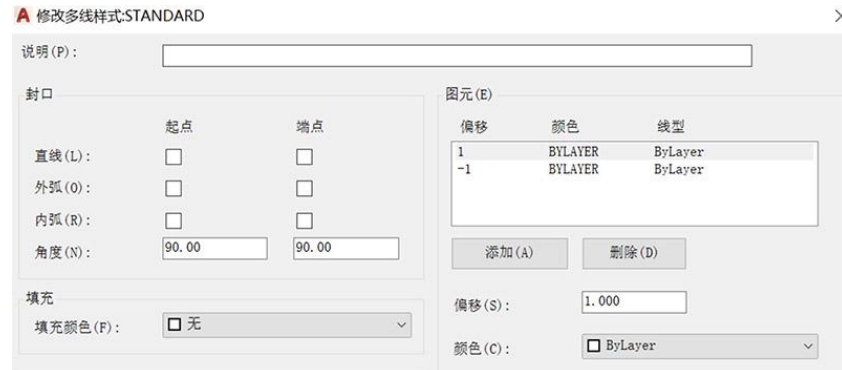 修改多线样式:STANDARD
说明(P):
封口
起点 端点
直线(L):
外弧(O):
内弧(R):
角度(N): 90.00 90.00
填充
填充颜色(F): 无
图元(E)
偏移 颜色 线型
1 BYLAYER ByLayer
-1 BYLAYER ByLayer
添加(A) 删除(D)
偏移(S): 1.000
颜色(C): ByLayer